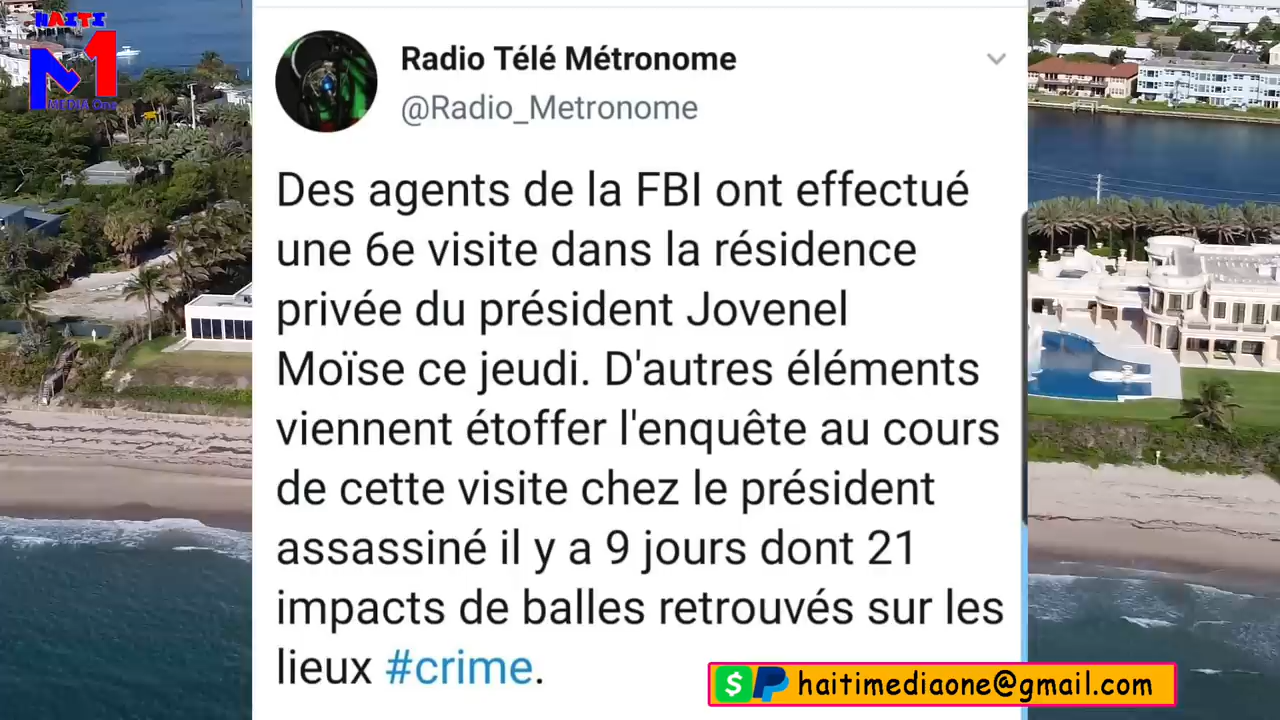 HAITI
M1
MEDIA One
Radio Télé Métronome
@Radio_Metronome
Des agents de la FBI ont effectué
une 6e visite dans la résidence
privée du président Jovenel
Moïse ce jeudi. D'autres éléments
viennent étoffer l'enquête au cours
de cette visite chez le président
assassiné il y a 9 jours dont 21
impacts de balles retrouvés sur les
lieux #crime.
$ P haitimediaone@gmail.com